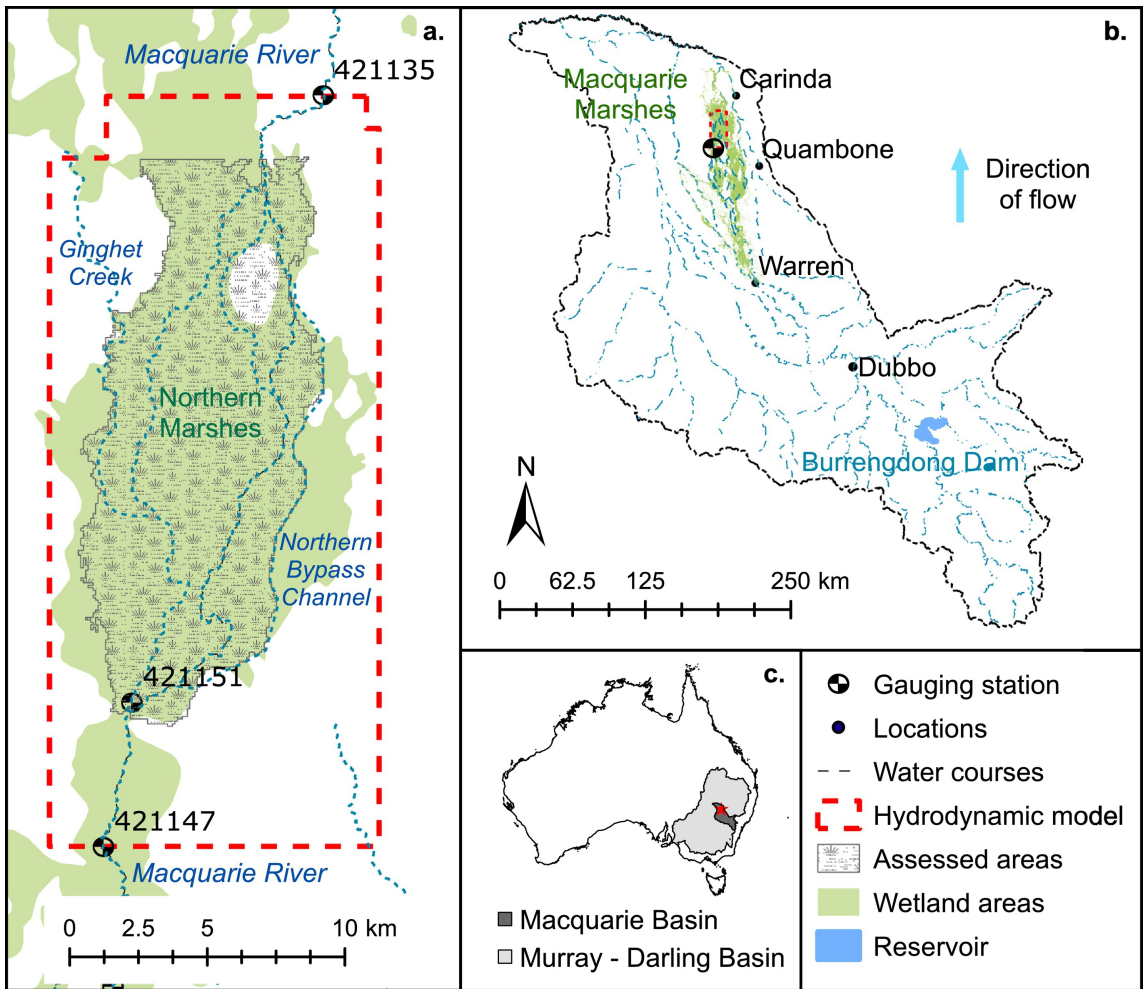 a.
Macquarie River
421135
Ginghet
Creek
Northern
Marshes
Northern
Bypass
Channel
421151
421147
Macquarie River
0 2.5 5 10 km
b.
Macquarie
Marshes
Carinda
Quambone
Direction
of flow
Warren
Dubbo
Burrengdong Dam
N
0 62.5 125 250 km
c.
Macquarie Basin
Murray - Darling Basin
Gauging station
Locations
Water courses
Hydrodynamic model
Assessed areas
Wetland areas
Reservoir